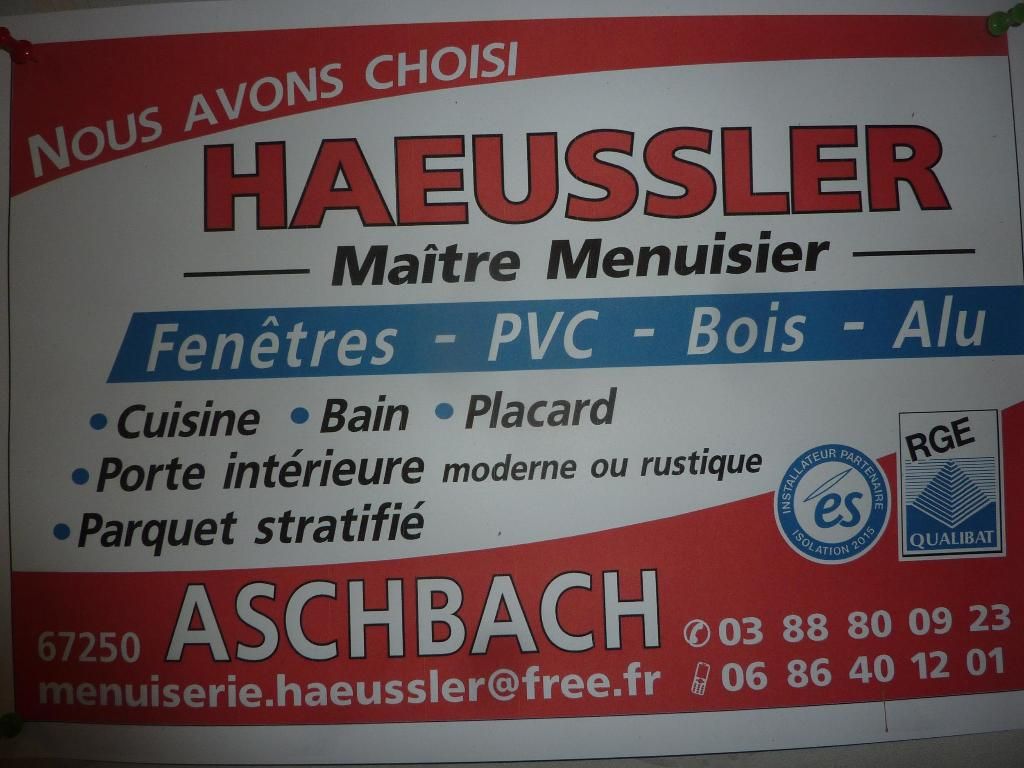 NOUS AVONS CHOISI
HAEUSSLER
Maître Menuisier
Fenêtres - PVC - Bois - Alu
• Cuisine • Bain • Placard
• Porte intérieure moderne ou rustique
• Parquet stratifié
INSTALLATEUR PARTENAIRE
es
ISOLATION 2015
RGE
QUALIBAT
67250 ASCHBACH
03 88 80 09 23
menuiserie.haeussler@free.fr
06 86 40 12 01